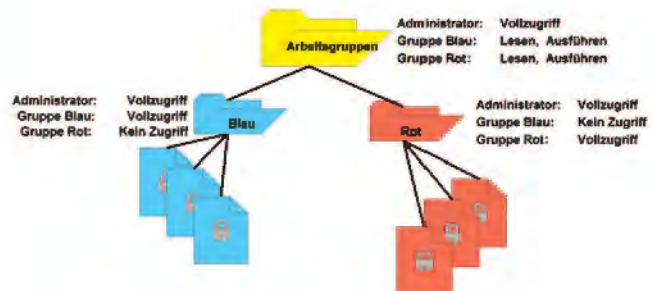 Arbeitsgruppen
Administrator: Vollzugriff
Gruppe Blau: Lesen, Ausführen
Gruppe Rot: Lesen, Ausführen
Administrator: Vollzugriff
Gruppe Blau: Vollzugriff
Gruppe Rot: Kein Zugriff
Blau
Rot
Administrator: Vollzugriff
Gruppe Blau: Kein Zugriff
Gruppe Rot: Vollzugriff